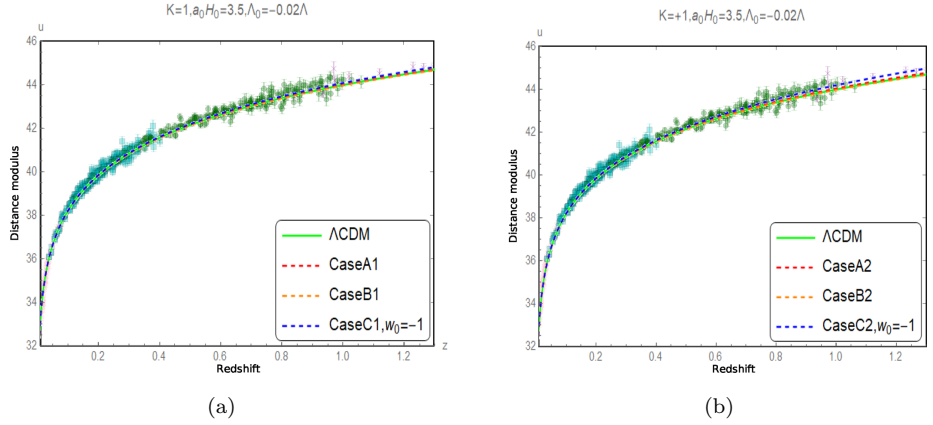 K=1,a₀H₀=3.5,Λ₀=−0.02Λ
u
46
44
42
40
38
36
34
32
Distance modulus
0.2
0.4
0.6
0.8
1.0
1.2
z
Redshift
ΛCDM
CaseA1
CaseB1
CaseC1,w₀=−1
(a)
K=+1,a₀H₀=3.5,Λ₀=−0.02Λ
u
46
44
42
40
38
36
34
32
Distance modulus
0.2
0.4
0.6
0.8
1.0
1.2
Redshift
ΛCDM
CaseA2
CaseB2
CaseC2,w₀=−1
(b)